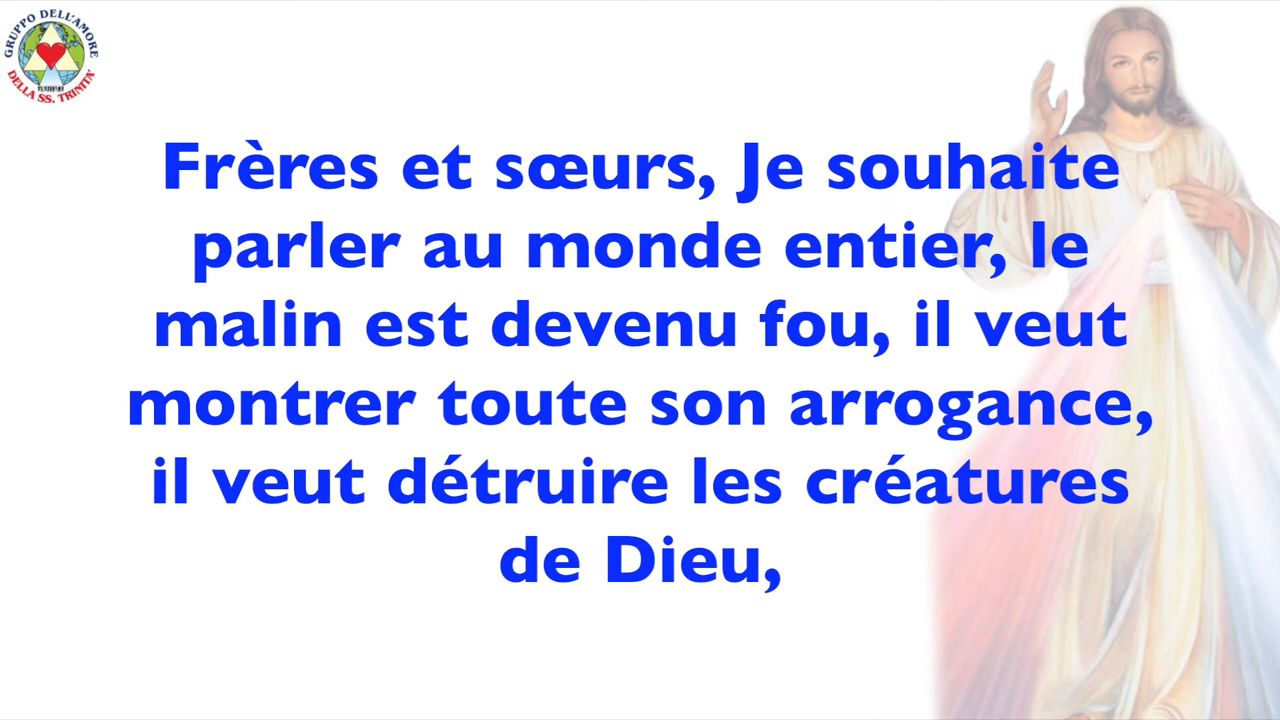 GRUPPO DELL'AMORE
DELLA SS. TRINITA'
Frères et sœurs, Je souhaite
parler au monde entier, le
malin est devenu fou, il veut
montrer toute son arrogance,
il veut détruire les créatures
de Dieu,